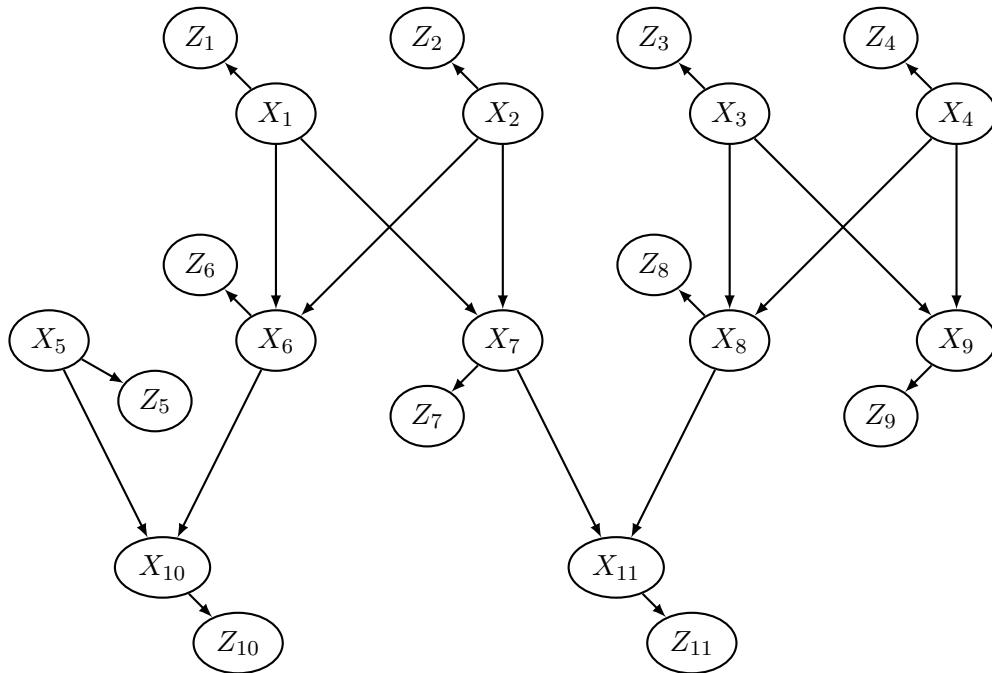 Z₁ Z₂ Z₃ Z₄
X₁ X₂ X₃ X₄
Z₆ Z₈
X₅ X₆ X₇ X₈ X₉
Z₅ Z₇ Z₉
X₁₀ X₁₁
Z₁₀ Z₁₁